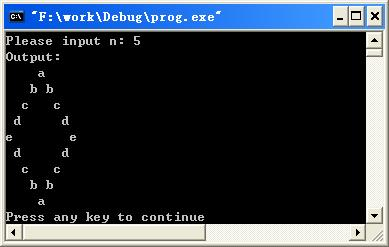 "F:\work\Debug\prog.exe"
Please input n: 5
Output:
    a
   b b
  c   c
 d     d
e       e
 d     d
  c   c
   b b
    a
Press any key to continue